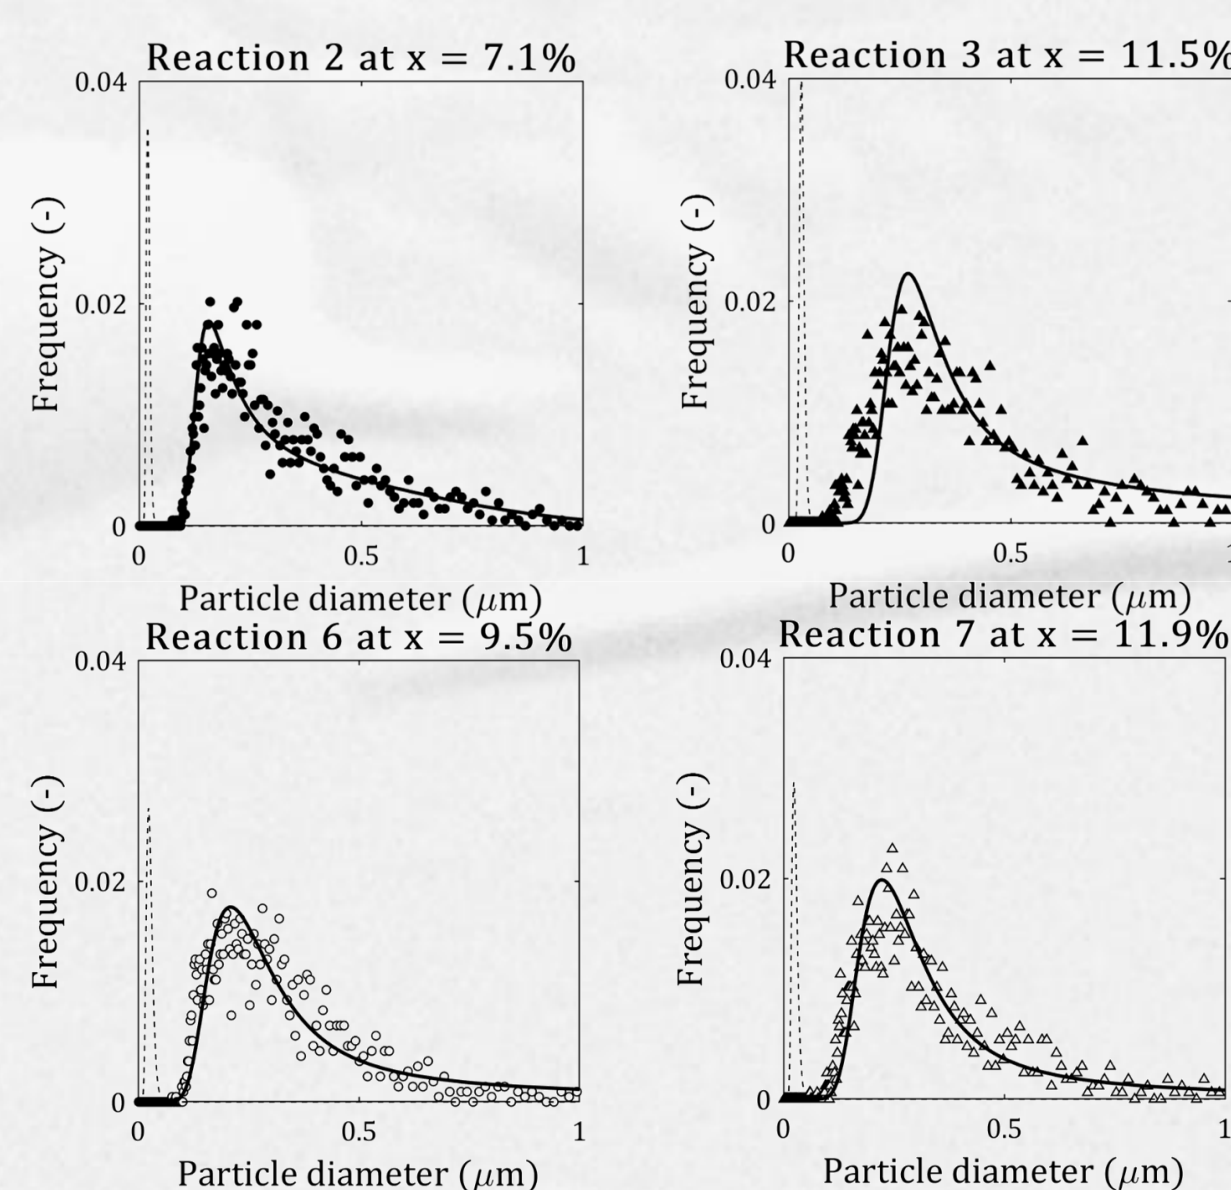 Reaction 2 at x = 7.1%
0.04
0.02
0
Frequency (-)
0
0.5
1
Particle diameter (μm)
Reaction 3 at x = 11.5%
0.04
0.02
0
Frequency (-)
0
0.5
Particle diameter (μm)
Reaction 6 at x = 9.5%
0.04
0.02
0
Frequency (-)
0
0.5
1
Particle diameter (μm)
Reaction 7 at x = 11.9%
0.04
0.02
0
Frequency (-)
0
0.5
1
Particle diameter (μm)